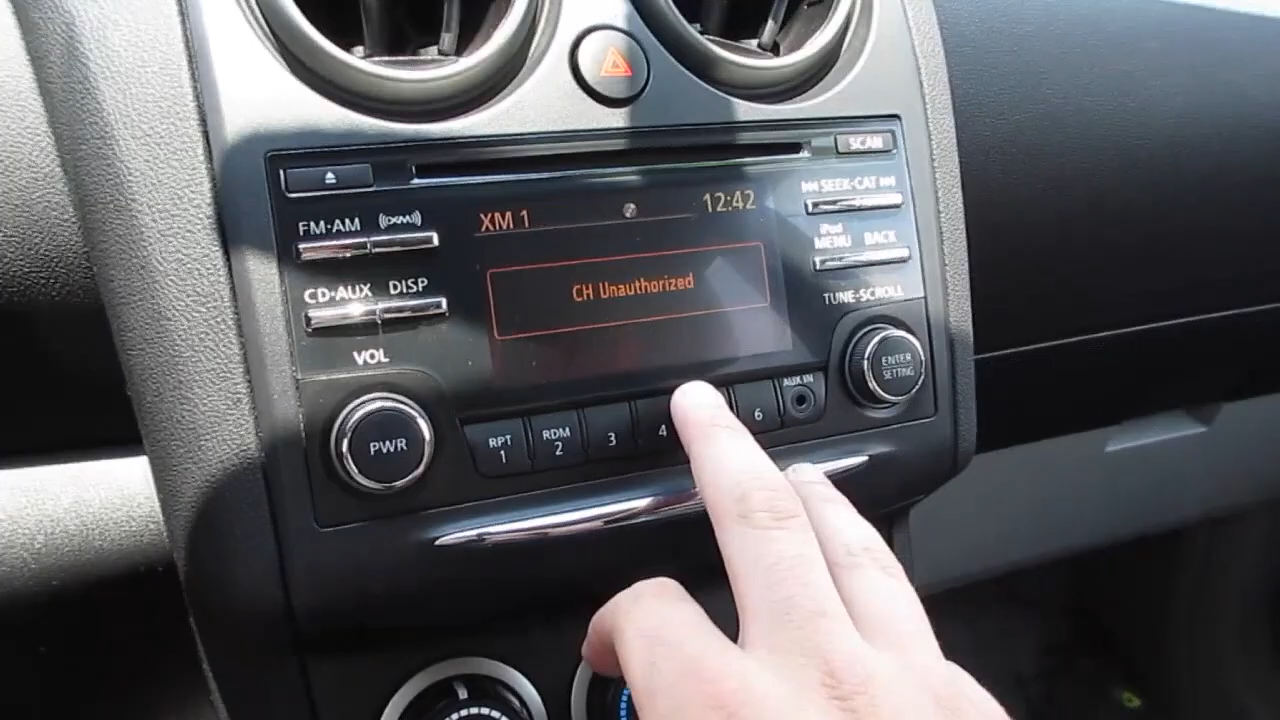 SCAN
SEEK·CAT
FM·AM
((XM))
XM 1
12:42
iPod
MENU
BACK
CD·AUX
DISP
CH Unauthorized
TUNE·SCROLL
VOL
ENTER
SETTING
PWR
RPT
1
RDM
2
3
4
6
AUX IN